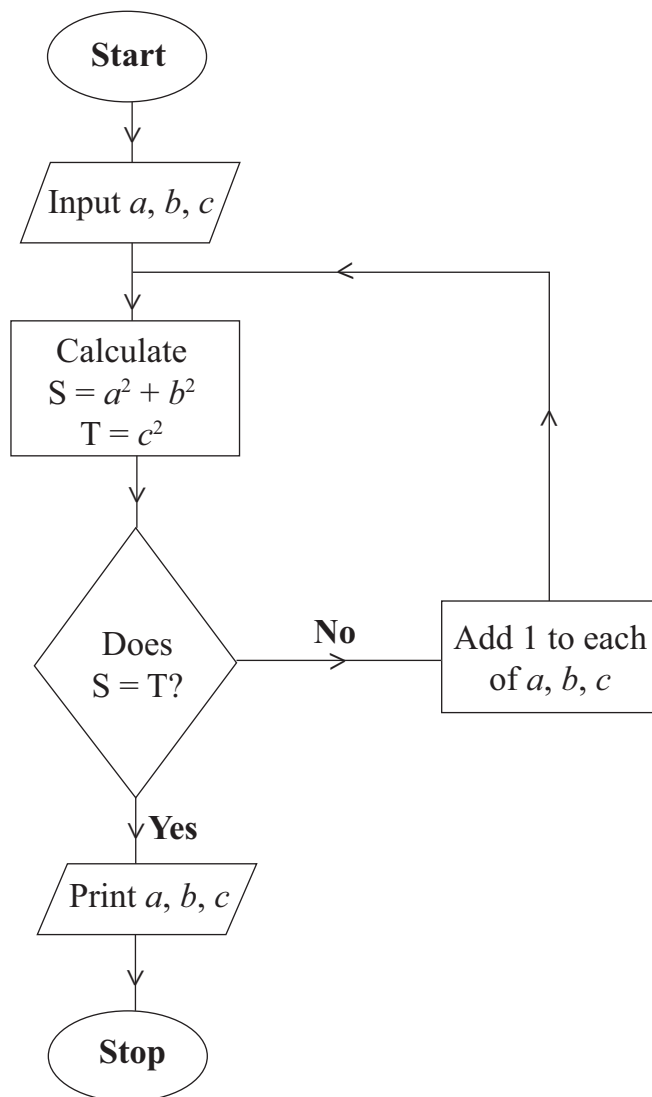 Start
Input a, b, c
Calculate
S = a² + b²
T = c²
Does
S = T?
No
Add 1 to each
of a, b, c
Yes
Print a, b, c
Stop